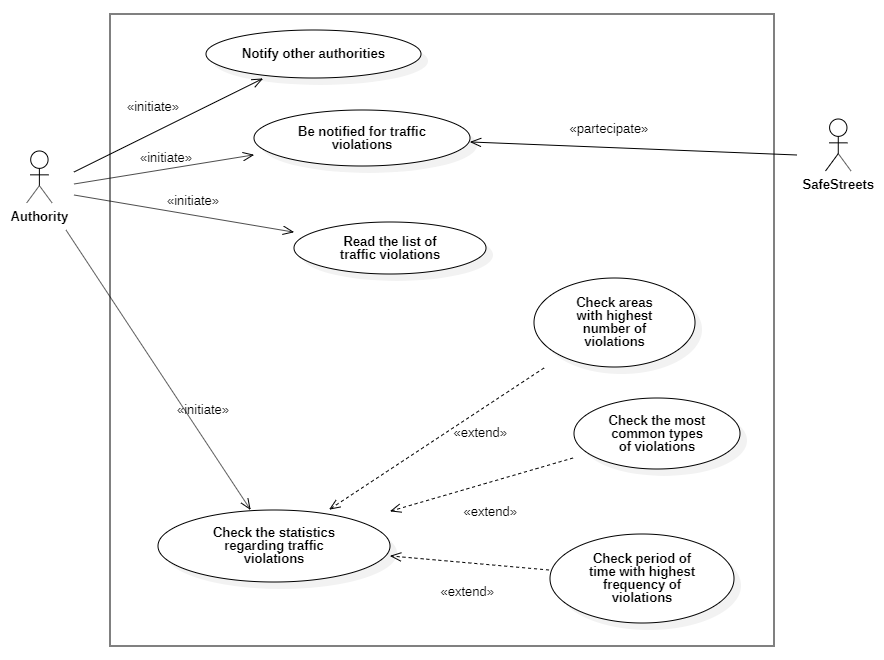 Notify other authorities
«initiate»
Be notified for traffic
violations
«partecipate»
«initiate»
SafeStreets
Authority
«initiate»
Read the list of
traffic violations
Check areas
with highest
number of
violations
«initiate»
«extend»
Check the most
common types
of violations
«extend»
Check the statistics
regarding traffic
violations
Check period of
time with highest
frequency of
violations
«extend»